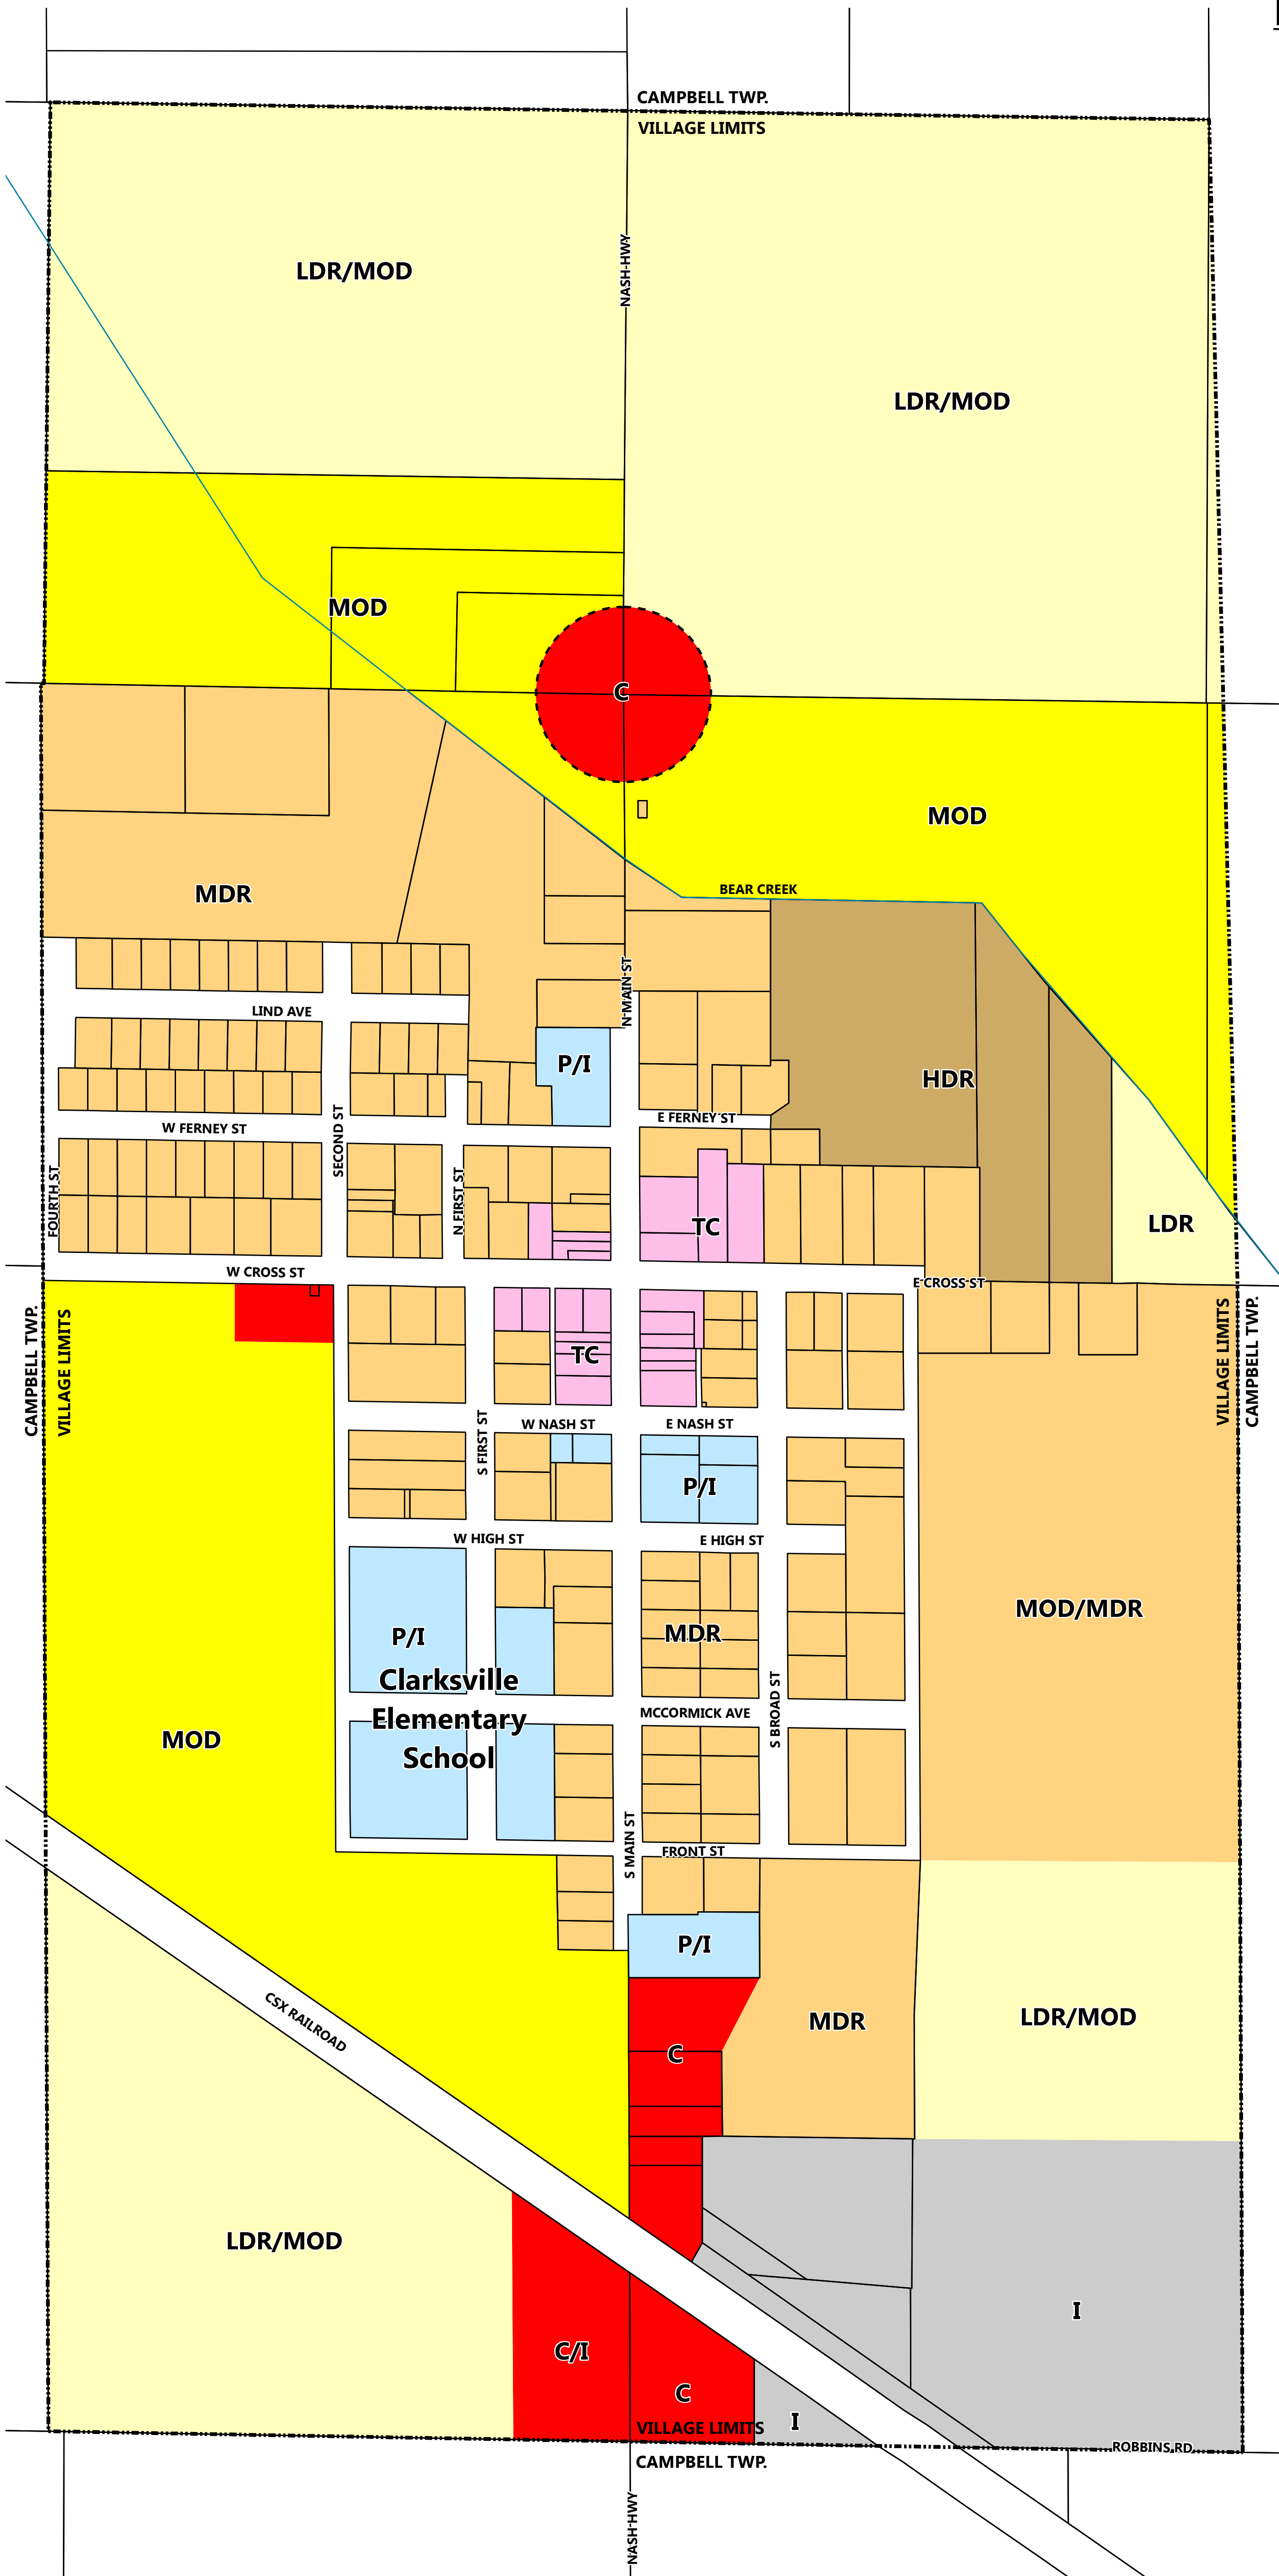 CAMPBELL TWP.
VILLAGE LIMITS
NASH HWY
LDR/MOD
LDR/MOD
MOD
C
MOD
MDR
BEAR CREEK
N MAIN ST
LIND AVE
P/I
HDR
E FERNEY ST
W FERNEY ST
SECOND ST
FOURTH ST
N FIRST ST
TC
LDR
W CROSS ST
E CROSS ST
CAMPBELL TWP.
VILLAGE LIMITS
VILLAGE LIMITS
CAMPBELL TWP.
TC
S FIRST ST
W NASH ST
E NASH ST
P/I
W HIGH ST
E HIGH ST
MOD/MDR
P/I
MDR
Clarksville
Elementary
School
S BROAD ST
MCCORMICK AVE
MOD
S MAIN ST
FRONT ST
P/I
CSX RAILROAD
MDR
LDR/MOD
C
LDR/MOD
I
C/I
C
I
VILLAGE LIMITS
ROBBINS RD
CAMPBELL TWP.
NASH HWY